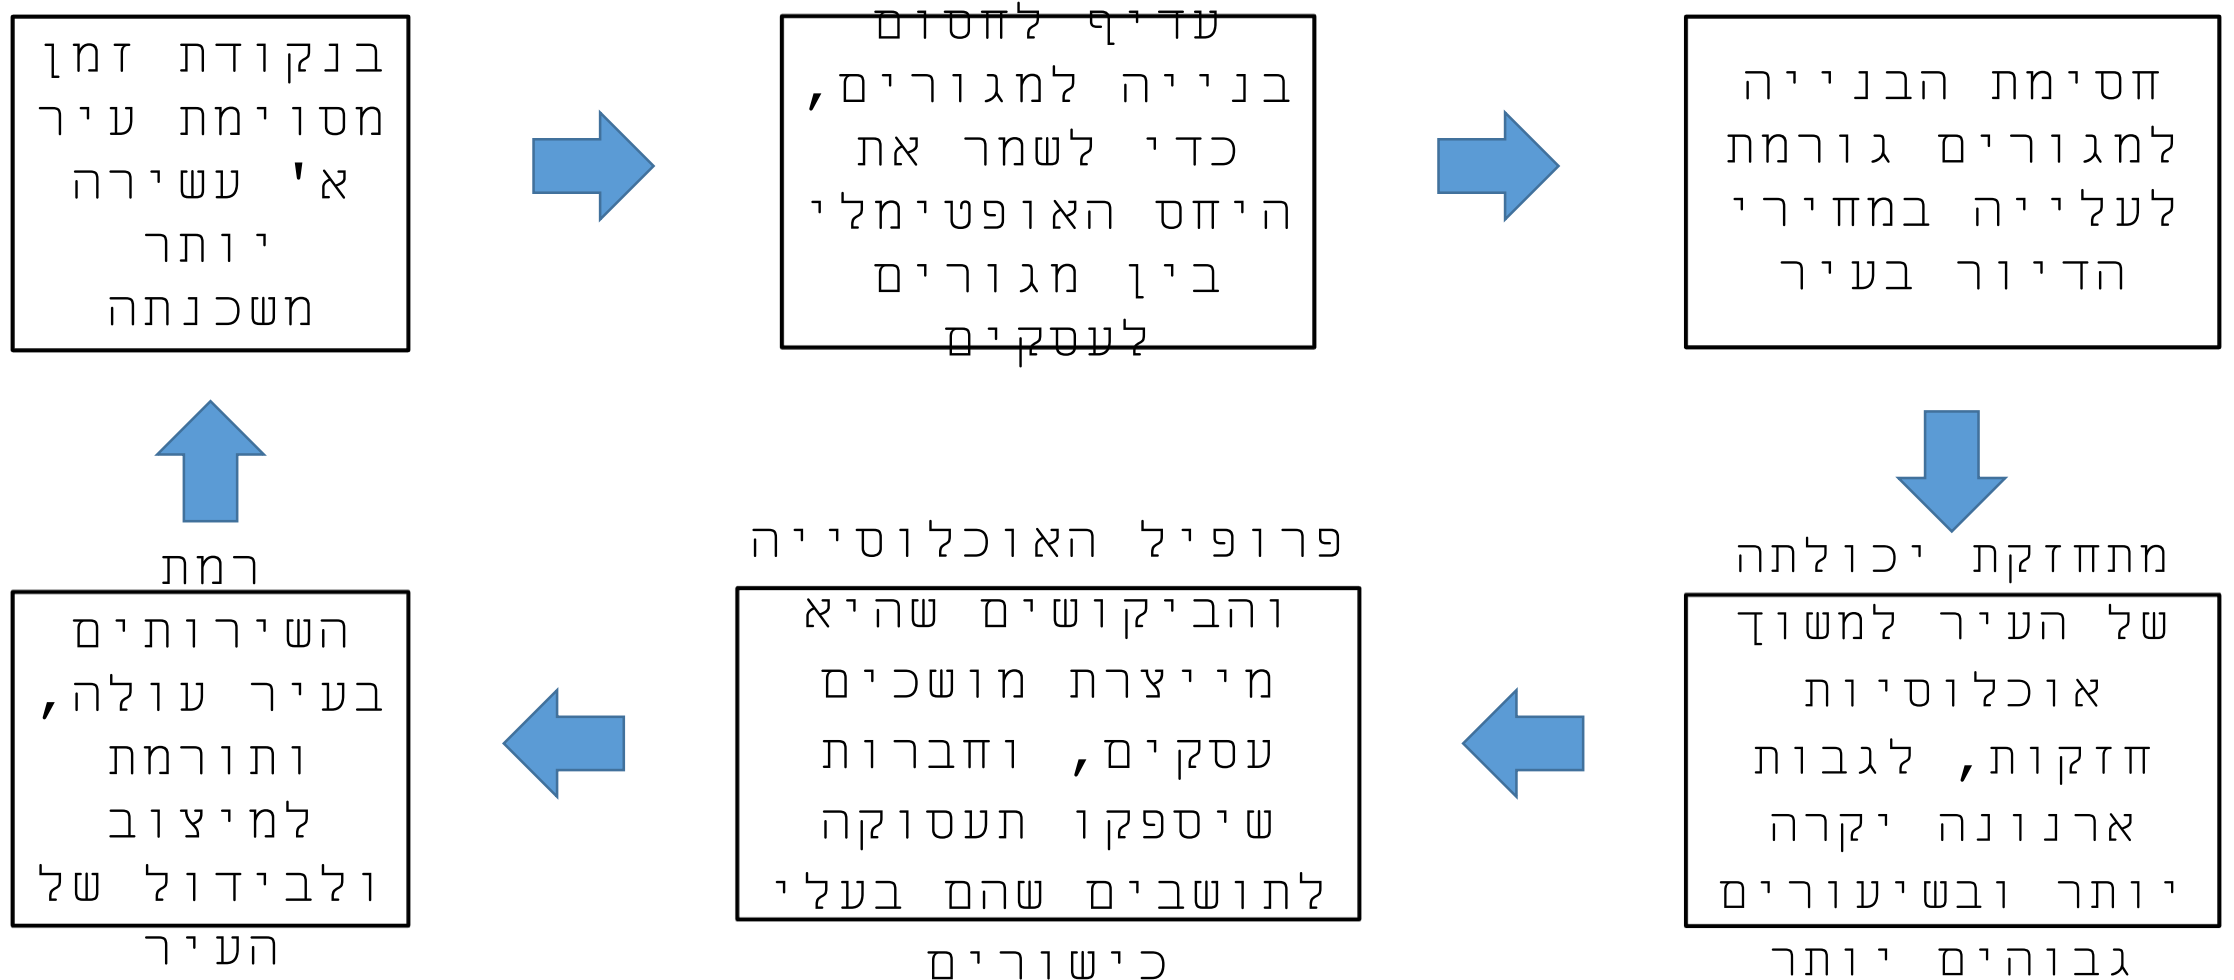 בנקודת זמן
מסוימת עיר
א' עשירה
יותר
משכנתה
עדיף לחסום
בנייה למגורים,
כדי לשמר את
היחס האופטימלי
בין מגורים
לעסקים
חסימת הבנייה
למגורים גורמת
לעלייה במחירי
הדיור בעיר
מתחזקת יכולתה
של העיר למשוך
אוכלוסיות
חזקות, לגבות
ארנונה יקרה
יותר ובשיעורים
גבוהים יותר
פרופיל האוכלוסייה
והביקושים שהיא
מייצרת מושכים
עסקים, וחברות
שיספקו תעסוקה
לתושבים שהם בעלי
כישורים
רמת
השירותים
בעיר עולה,
ותורמת
למיצוב
ולבידול של
העיר